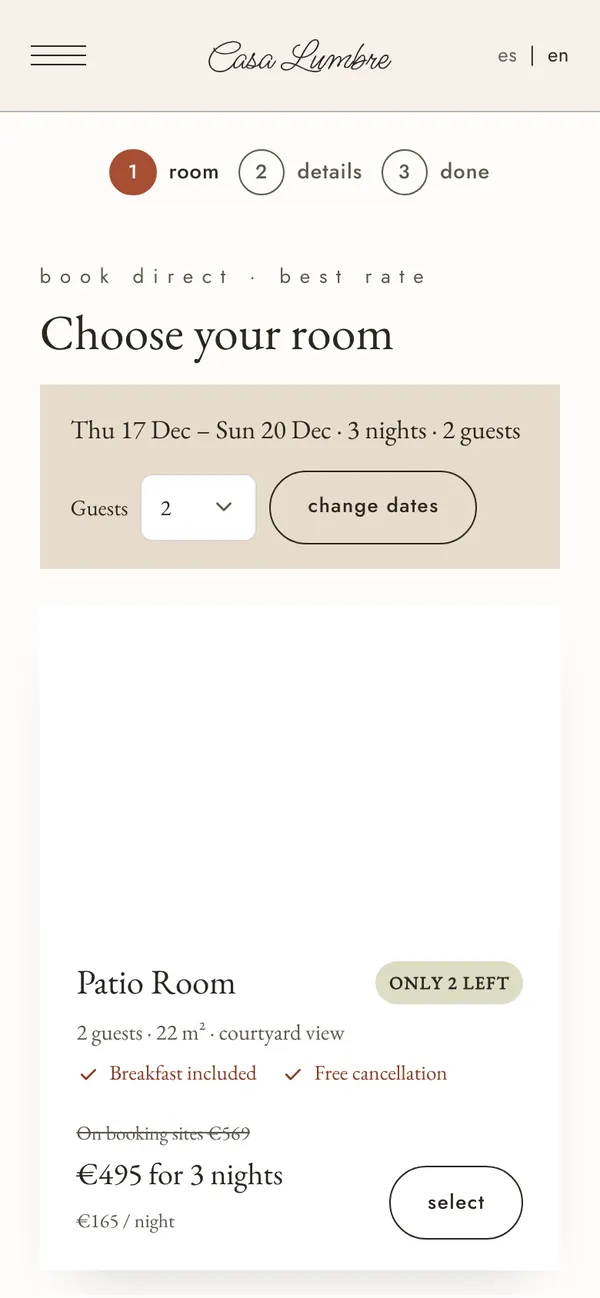 Casa Lumbre
es | en
1 room 2 details 3 done
book direct · best rate
Choose your room
Thu 17 Dec – Sun 20 Dec · 3 nights · 2 guests
Guests 2 change dates
Patio Room ONLY 2 LEFT
2 guests · 22 m² · courtyard view
Breakfast included Free cancellation
On booking sites €569
€495 for 3 nights
select
€165 / night